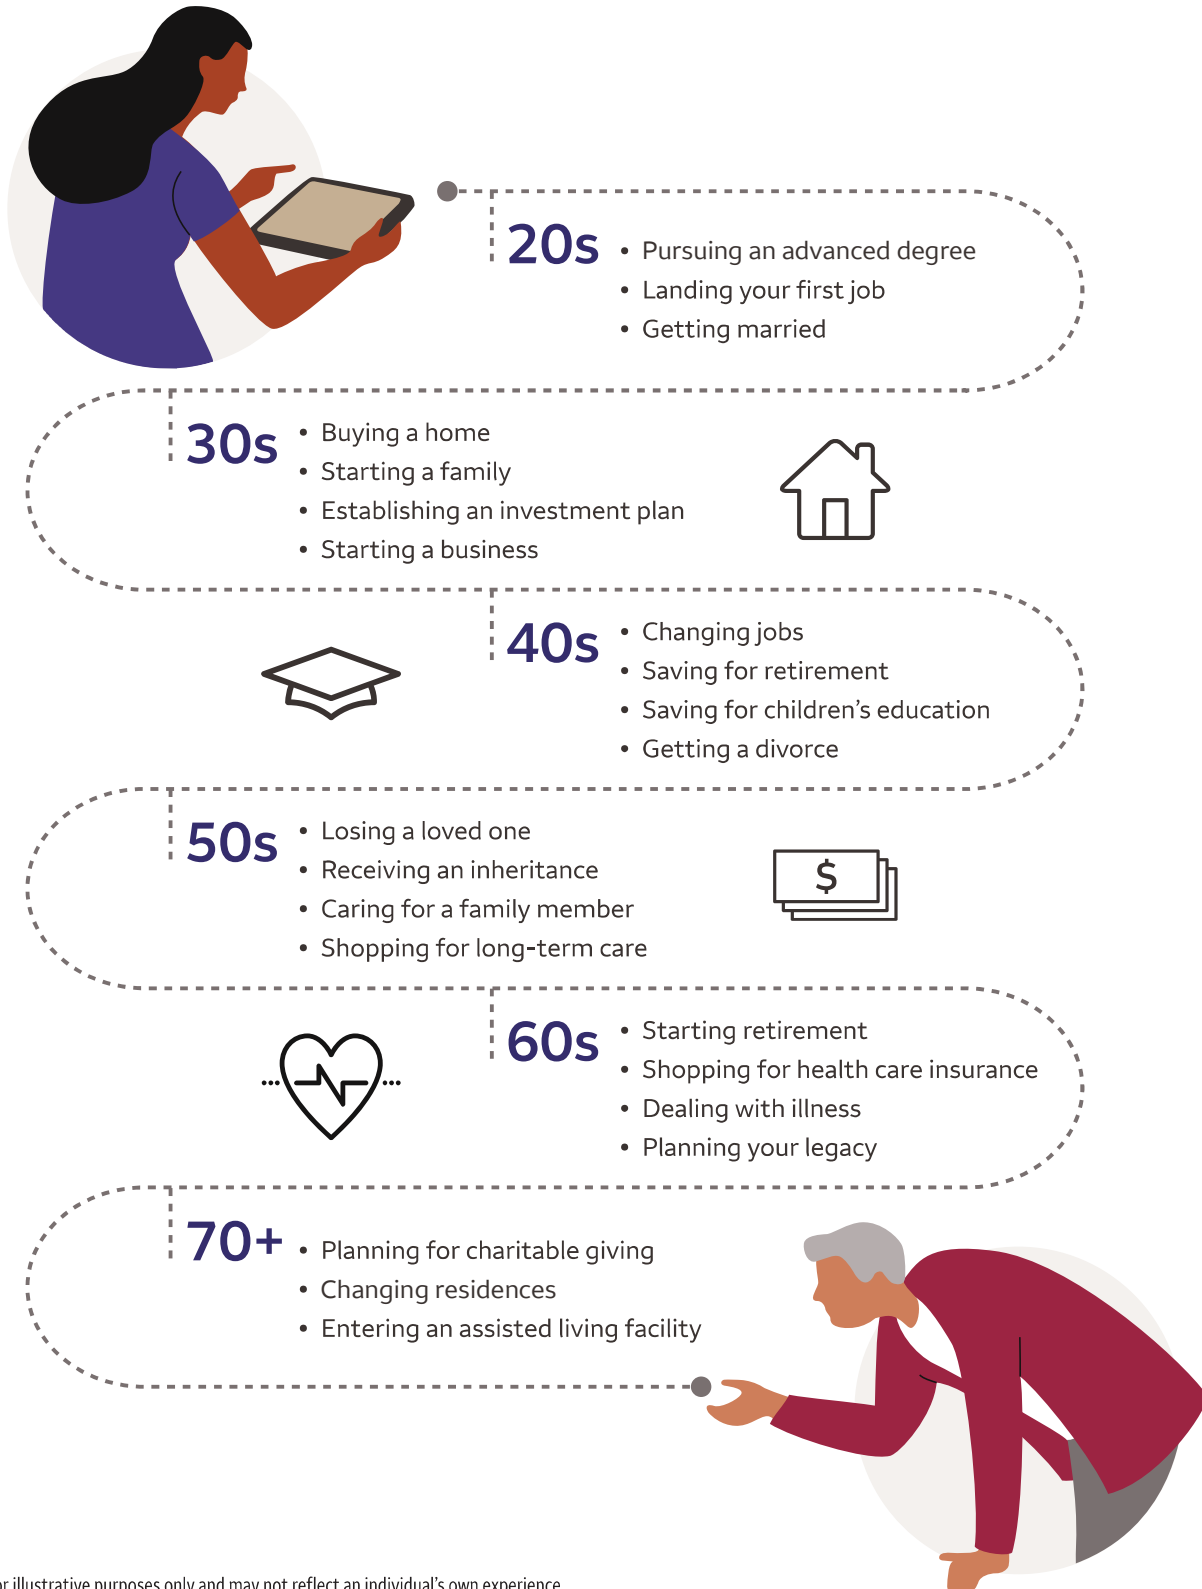 20s
• Pursuing an advanced degree
• Landing your first job
• Getting married
30s
• Buying a home
• Starting a family
• Establishing an investment plan
• Starting a business
40s
• Changing jobs
• Saving for retirement
• Saving for children’s education
• Getting a divorce
50s
• Losing a loved one
• Receiving an inheritance
• Caring for a family member
• Shopping for long-term care
$
60s
• Starting retirement
• Shopping for health care insurance
• Dealing with illness
• Planning your legacy
70+
• Planning for charitable giving
• Changing residences
• Entering an assisted living facility
illustrative purposes only and may not reflect an individual’s own experience